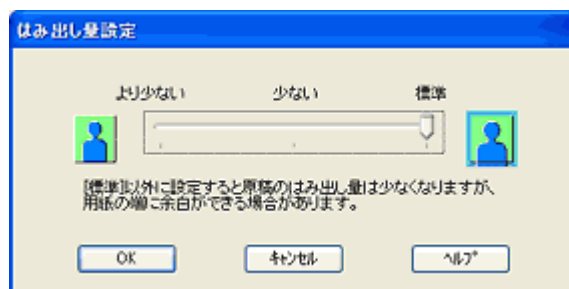 はみ出し量設定
より少ない 少ない 標準
[標準]以外に設定すると原稿のはみ出し量は少なくなりますが、
用紙の端に余白ができる場合があります。
OK キャンセル ヘルプ